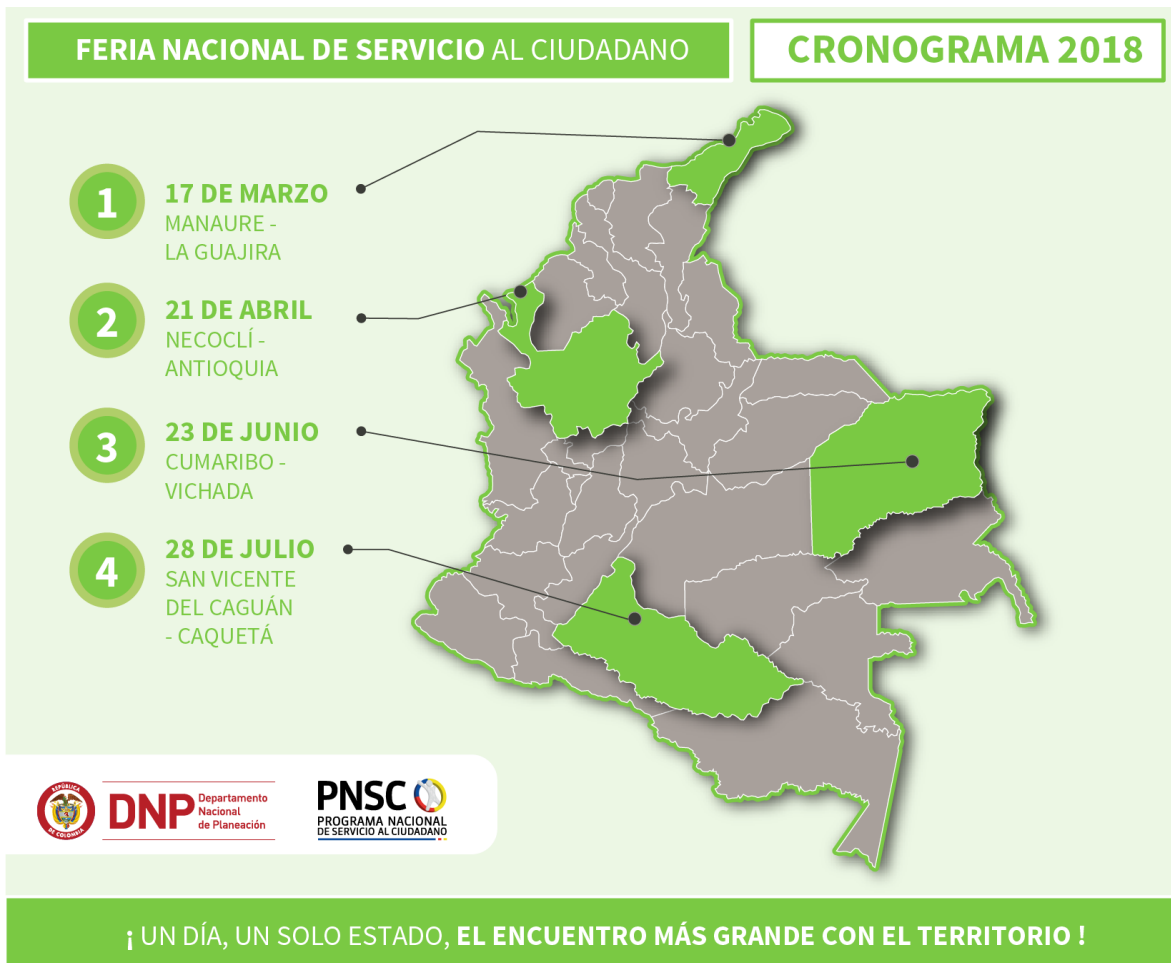 FERIA NACIONAL DE SERVICIO AL CIUDADANO
CRONOGRAMA 2018
1
17 DE MARZO
MANAURE -
LA GUAJIRA
2
21 DE ABRIL
NECOCLÍ -
ANTIOQUIA
3
23 DE JUNIO
CUMARIBO -
VICHADA
4
28 DE JULIO
SAN VICENTE
DEL CAGUÁN
- CAQUETÁ
REPÚBLICA
DE COLOMBIA
DNP
Departamento
Nacional
de Planeación
PNSC
PROGRAMA NACIONAL
DE SERVICIO AL CIUDADANO
¡ UN DÍA, UN SOLO ESTADO, EL ENCUENTRO MÁS GRANDE CON EL TERRITORIO !